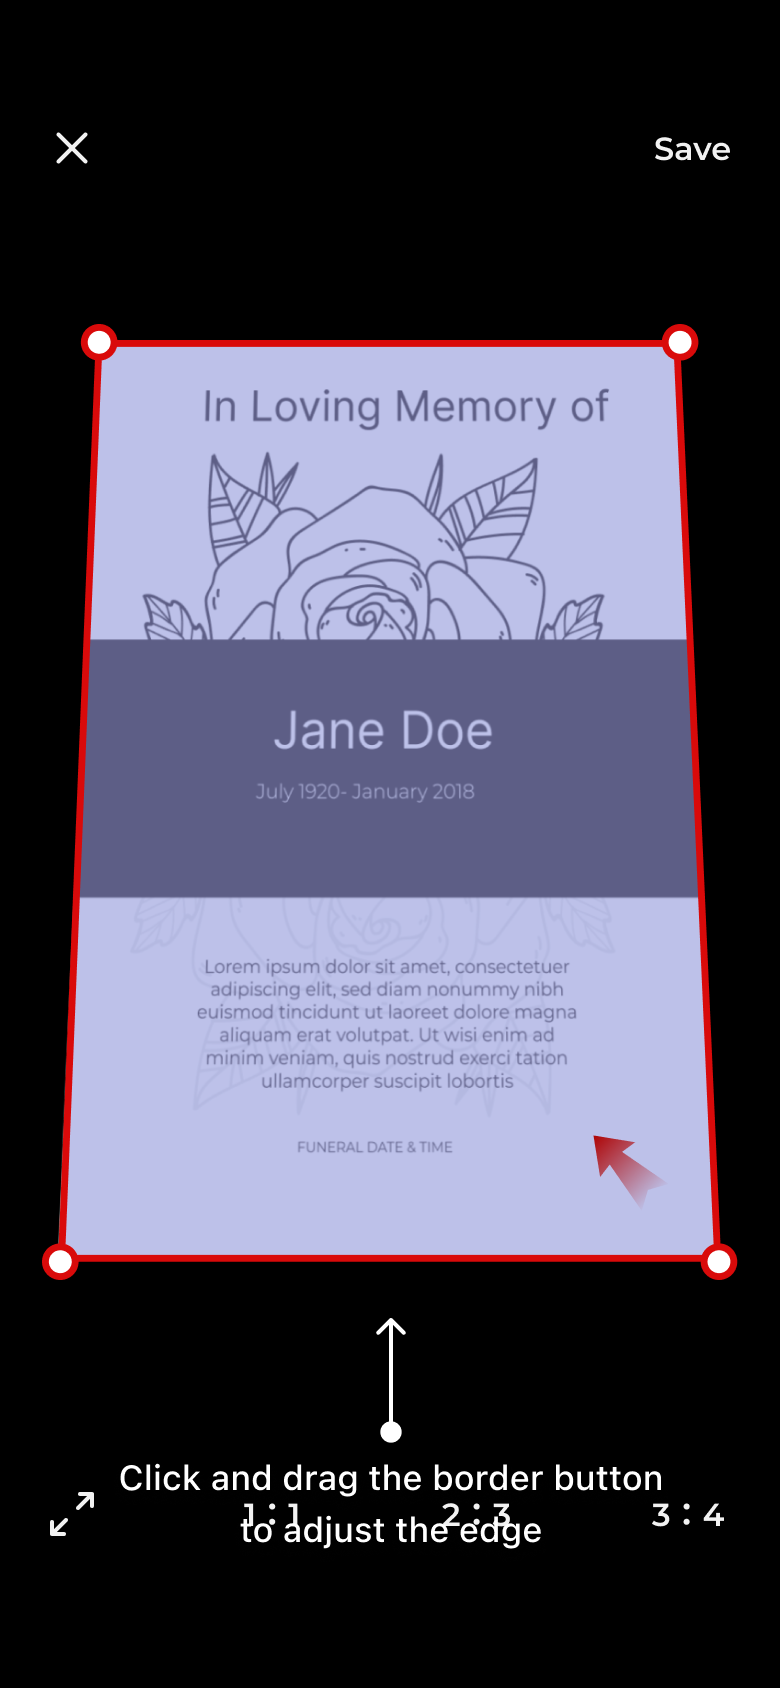 Save
In Loving Memory of
Jane Doe
July 1920- January 2018
Lorem ipsum dolor sit amet, consectetuer
adipiscing elit, sed diam nonummy nibh
euismod tincidunt ut laoreet dolore magna
aliquam erat volutpat. Ut wisi enim ad
minim veniam, quis nostrud exerci tation
ullamcorper suscipit lobortis
FUNERAL DATE & TIME
Click and drag the border button
to adjust the edge
1 : 1 2 : 3 3 : 4